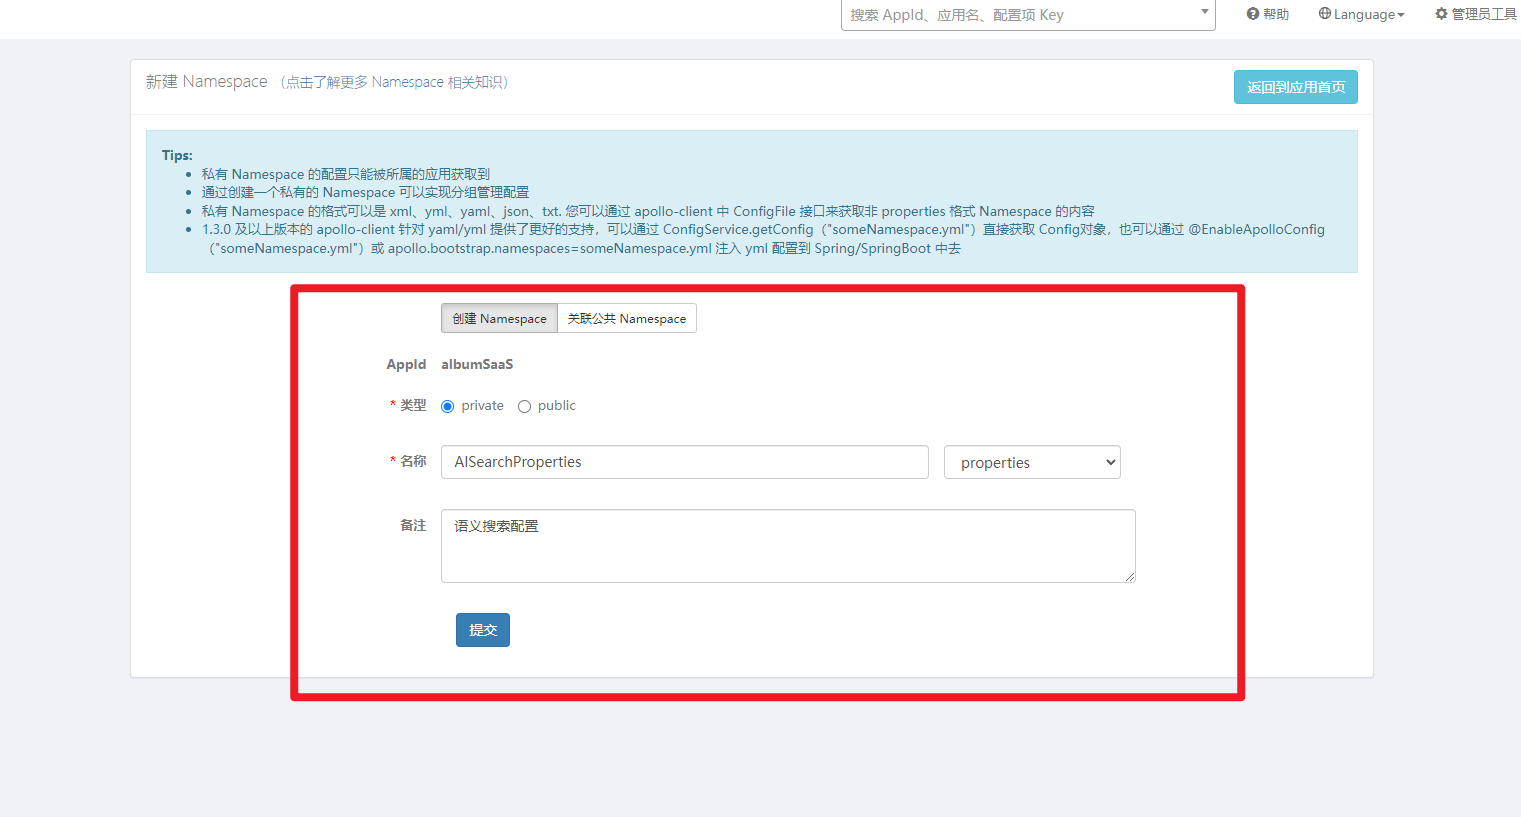 搜索 AppId、应用名、配置项 Key
帮助
Language
管理员工具
新建 Namespace （点击了解更多 Namespace 相关知识）
返回到应用首页
Tips:
私有 Namespace 的配置只能被所属的应用获取到
通过创建一个私有的 Namespace 可以实现分组管理配置
私有 Namespace 的格式可以是 xml、yml、yaml、json、txt. 您可以通过 apollo-client 中 ConfigFile 接口来获取非 properties 格式 Namespace 的内容
1.3.0 及以上版本的 apollo-client 针对 yaml/yml 提供了更好的支持，可以通过 ConfigService.getConfig（"someNamespace.yml"）直接获取 Config对象，也可以通过 @EnableApolloConfig
（"someNamespace.yml"）或 apollo.bootstrap.namespaces=someNamespace.yml 注入 yml 配置到 Spring/SpringBoot 中去
创建 Namespace
关联公共 Namespace
AppId albumSaaS
* 类型 private public
* 名称 AISearchProperties properties
备注 语义搜索配置
提交